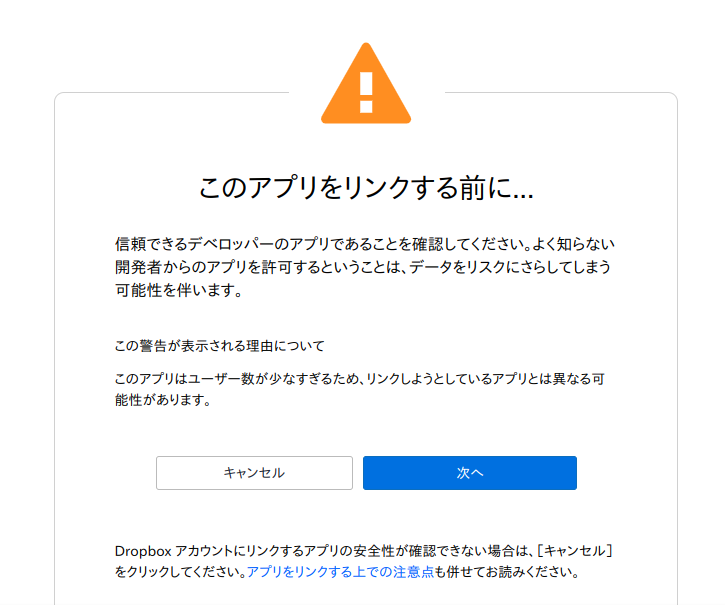 このアプリをリンクする前に...
信頼できるデベロッパーのアプリであることを確認してください。よく知らない
開発者からのアプリを許可するということは、データをリスクにさらしてしまう
可能性を伴います。
この警告が表示される理由について
このアプリはユーザー数が少なすぎるため、リンクしようとしているアプリとは異なる可
能性があります。
キャンセル
次へ
Dropbox アカウントにリンクするアプリの安全性が確認できない場合は、［キャンセル］
をクリックしてください。アプリをリンクする上での注意点も併せてお読みください。